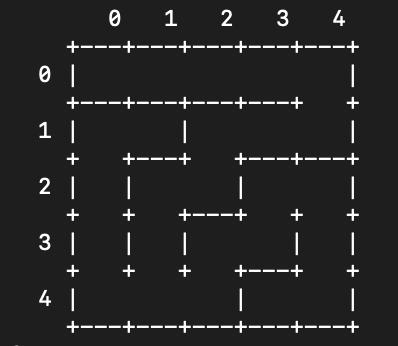 0    1    2    3    4
   +----+----+----+----+----+
0  |                        |
   +----+----+----+----+    +
1  |         |              |
   +    +----+    +----+----+
2  |    |         |         |
   +    +    +----+    +    +
3  |    |    |         |    |
   +    +    +    +----+    +
4  |              |         |
   +----+----+----+----+----+